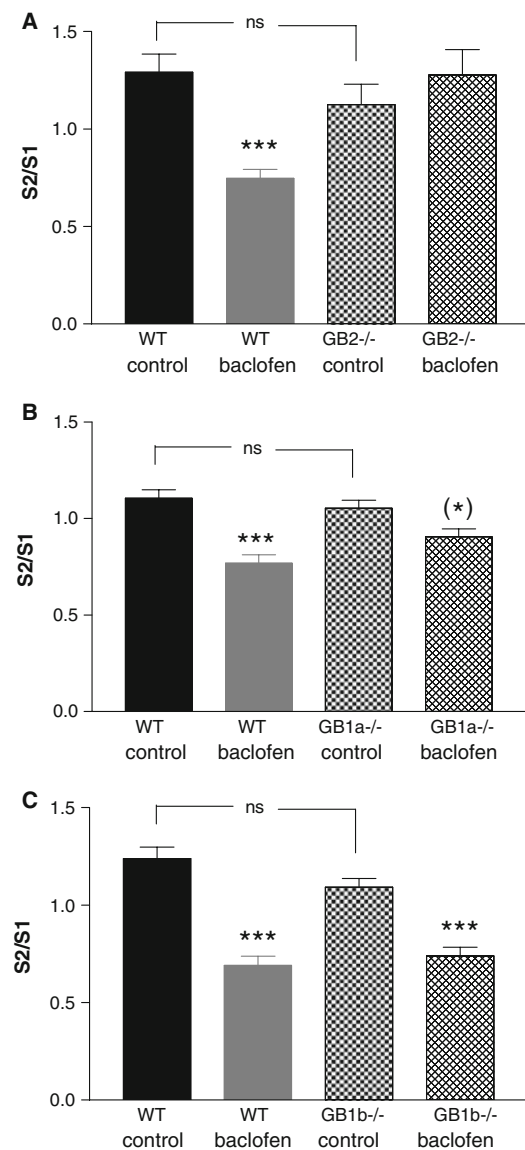 A
ns
1.5
1.0
0.5
0.0
S2/S1
***
WT WT GB2-/- GB2-/-
control baclofen control baclofen
B
ns
1.5
1.0
0.5
0.0
S2/S1
***
(*)
WT WT GB1a-/- GB1a-/-
control baclofen control baclofen
C
ns
1.5
1.0
0.5
0.0
S2/S1
***
***
WT WT GB1b-/- GB1b-/-
control baclofen control baclofen